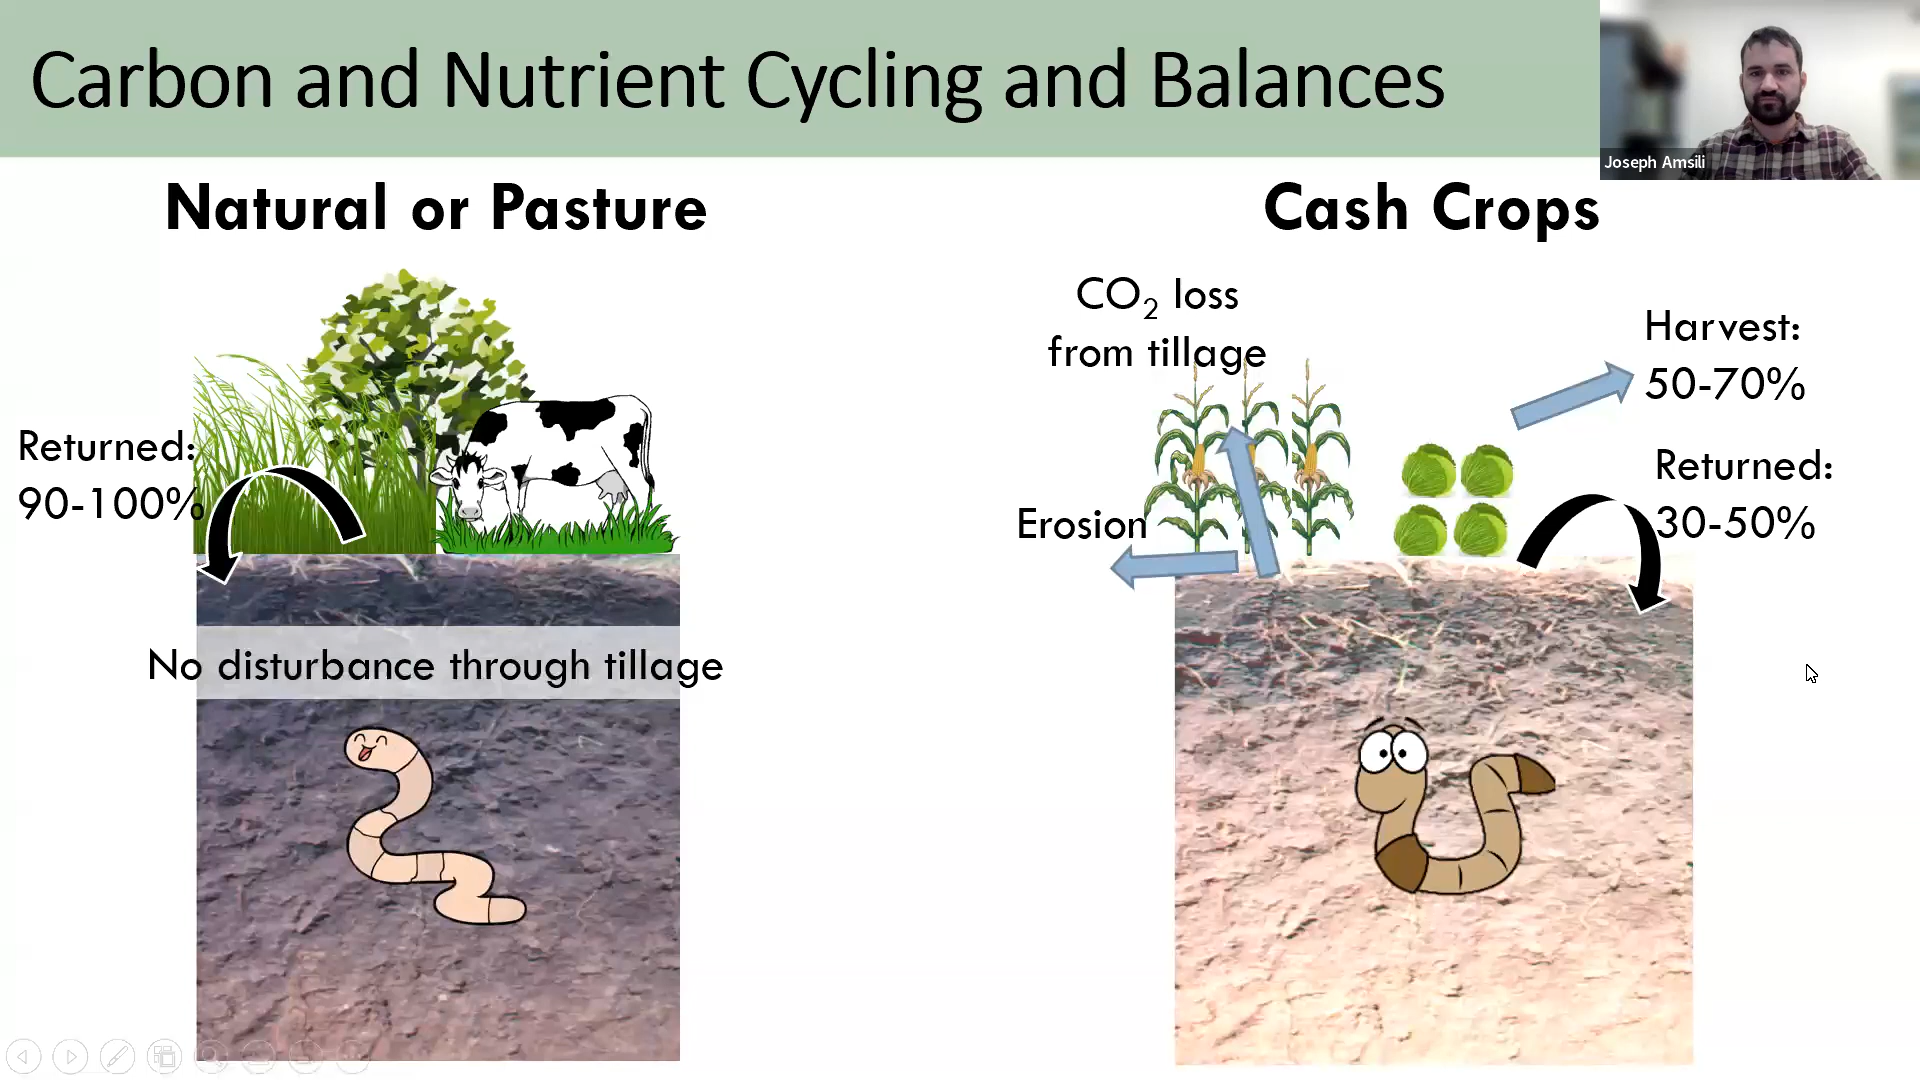 Carbon and Nutrient Cycling and Balances
Joseph Amsili
Natural or Pasture
Returned:
90-100%
No disturbance through tillage
Cash Crops
CO₂ loss
from tillage
Erosion
Harvest:
50-70%
Returned:
30-50%